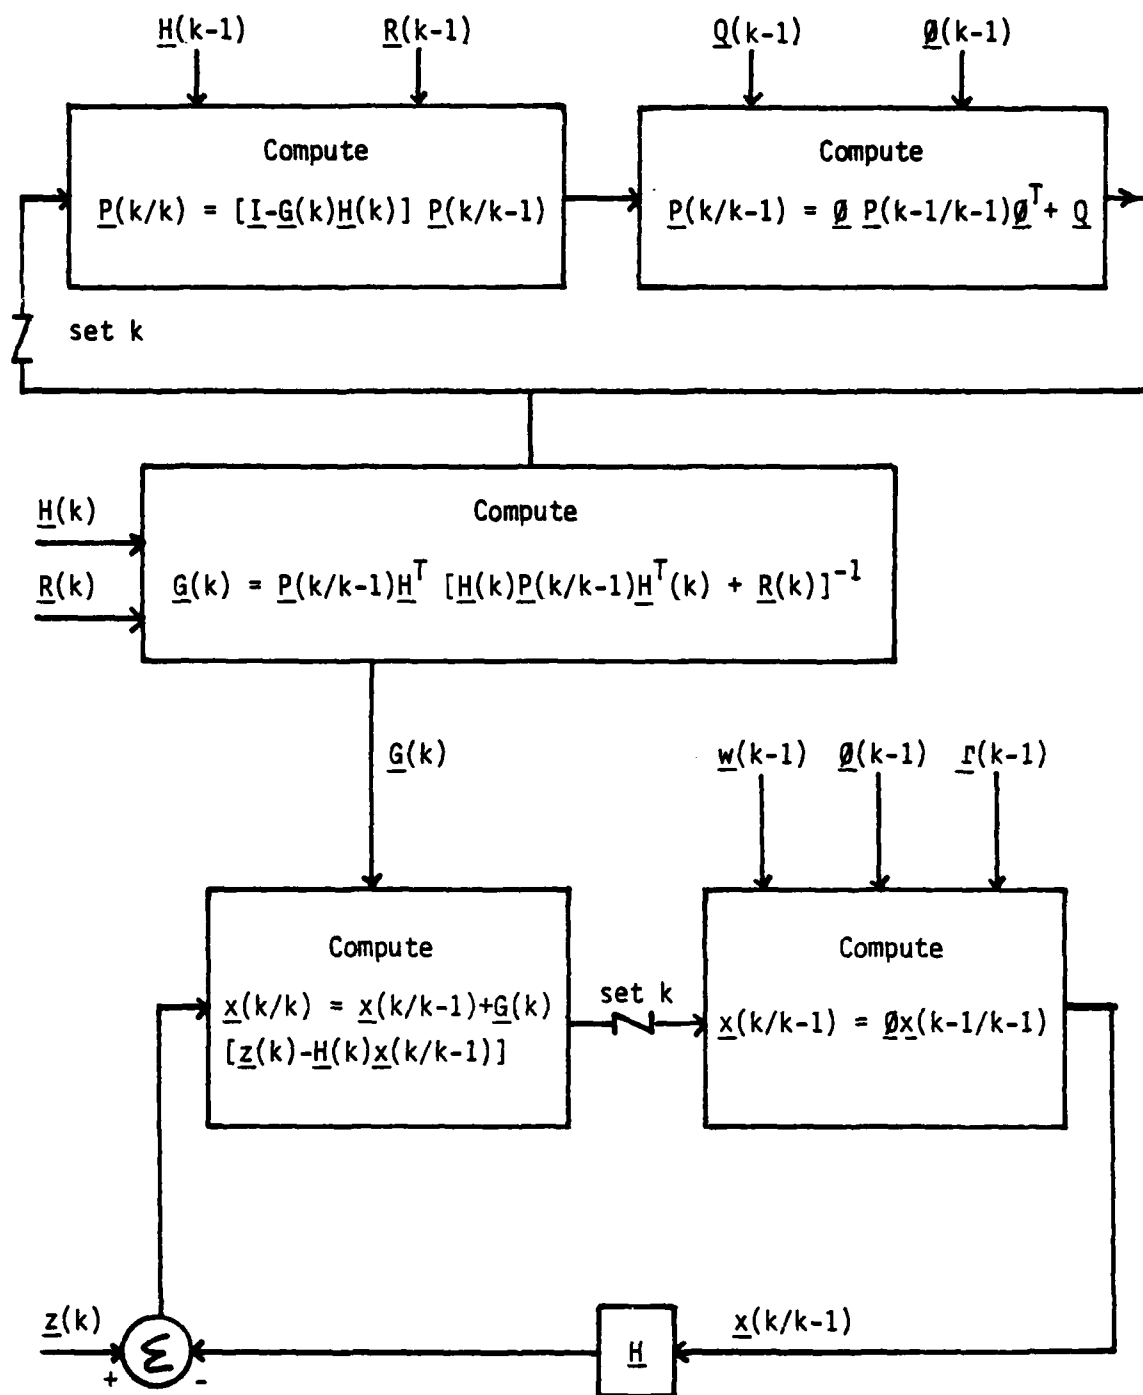 H(k-1) R(k-1) Q(k-1) Ø(k-1)
Compute
P(k/k) = [I-G(k)H(k)] P(k/k-1)
Compute
P(k/k-1) = Ø P(k-1/k-1)Ø^T + Q
set k
H(k)
R(k)
Compute
G(k) = P(k/k-1)H^T [H(k)P(k/k-1)H^T(k) + R(k)]^-1
G(k)
w(k-1) Ø(k-1) Γ(k-1)
Compute
x(k/k) = x(k/k-1)+G(k)
[z(k)-H(k)x(k/k-1)]
set k
Compute
x(k/k-1) = Øx(k-1/k-1)
z(k)
+ Σ -
H
x(k/k-1)